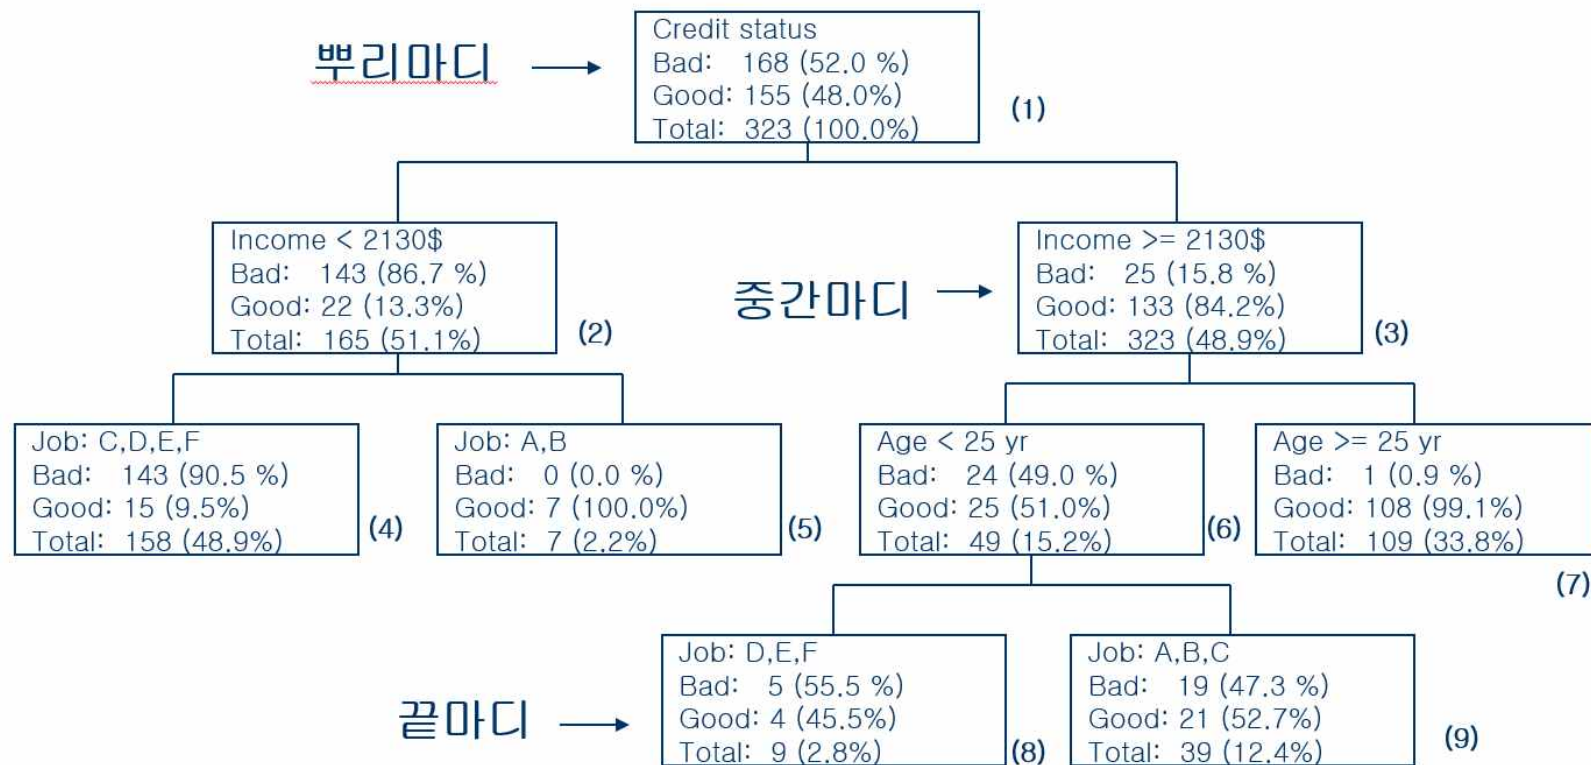 뿌리마디
Credit status
Bad: 168 (52.0 %)
Good: 155 (48.0%)
Total: 323 (100.0%)
(1)
Income < 2130$
Bad: 143 (86.7 %)
Good: 22 (13.3%)
Total: 165 (51.1%)
(2)
중간마디
Income >= 2130$
Bad: 25 (15.8 %)
Good: 133 (84.2%)
Total: 323 (48.9%)
(3)
Job: C,D,E,F
Bad: 143 (90.5 %)
Good: 15 (9.5%)
Total: 158 (48.9%)
(4)
Job: A,B
Bad: 0 (0.0 %)
Good: 7 (100.0%)
Total: 7 (2.2%)
(5)
Age < 25 yr
Bad: 24 (49.0 %)
Good: 25 (51.0%)
Total: 49 (15.2%)
(6)
Age >= 25 yr
Bad: 1 (0.9 %)
Good: 108 (99.1%)
Total: 109 (33.8%)
(7)
끝마디
Job: D,E,F
Bad: 5 (55.5 %)
Good: 4 (45.5%)
Total: 9 (2.8%)
(8)
Job: A,B,C
Bad: 19 (47.3 %)
Good: 21 (52.7%)
Total: 39 (12.4%)
(9)